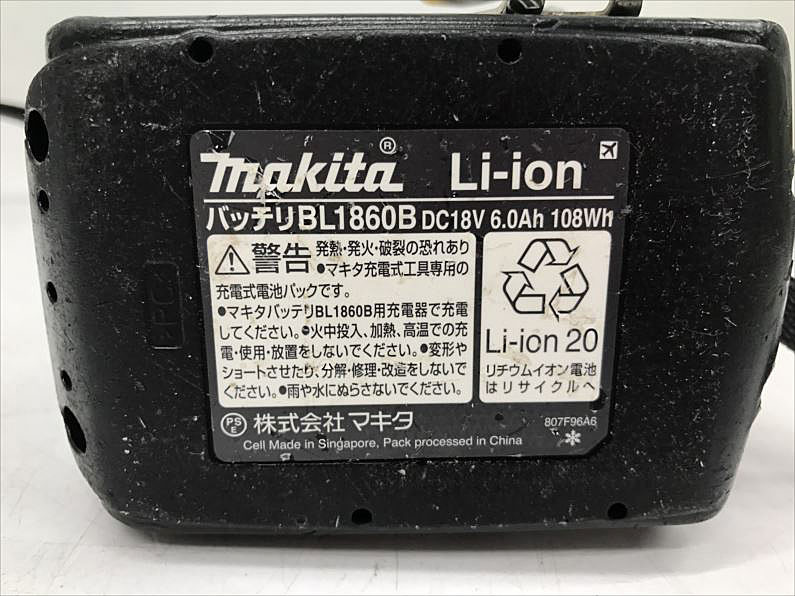 makita® Li-ion
バッテリBL1860B DC18V 6.0Ah 108Wh
警告 発熱・発火・破裂の恐れあり
●マキタ充電式工具専用の
充電式電池パックです。
●マキタバッテリBL1860B用充電器で充電
してください。●火中投入、加熱、高温での充
電・使用・放置をしないでください。●変形や
ショートさせたり、分解・修理・改造をしないで
ください。●雨や水にぬらさないでください。
Li-ion 20
リチウムイオン電池
はリサイクルへ
PS
E 株式会社 マキタ
807F96A6
Cell Made in Singapore, Pack processed in China